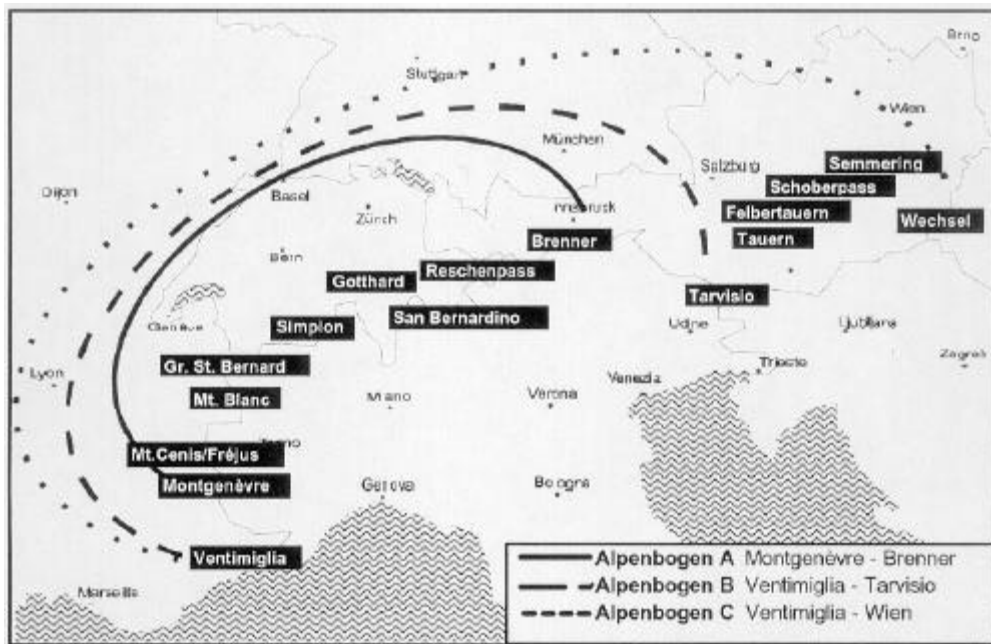 Brno
Stuttgart
Wien
München
Semmering
Salzburg
Schoberpass
Dijon
Basel
Zürich
Felbertauern
Wechsel
Brenner
Tauern
Bern
Reschenpass
Gotthard
Tarvisio
Genève
Simplon
San Bernardino
Udine
Ljubljana
Zagreb
Gr. St. Bernard
Trieste
Lyon
Venezia
Mt. Blanc
Milano
Verona
Mt.Cenis/Fréjus
Montgenèvre
Genova
Bologna
Ventimiglia
Alpenbogen A Montgenèvre - Brenner
Alpenbogen B Ventimiglia - Tarvisio
Alpenbogen C Ventimiglia - Wien
Marseille